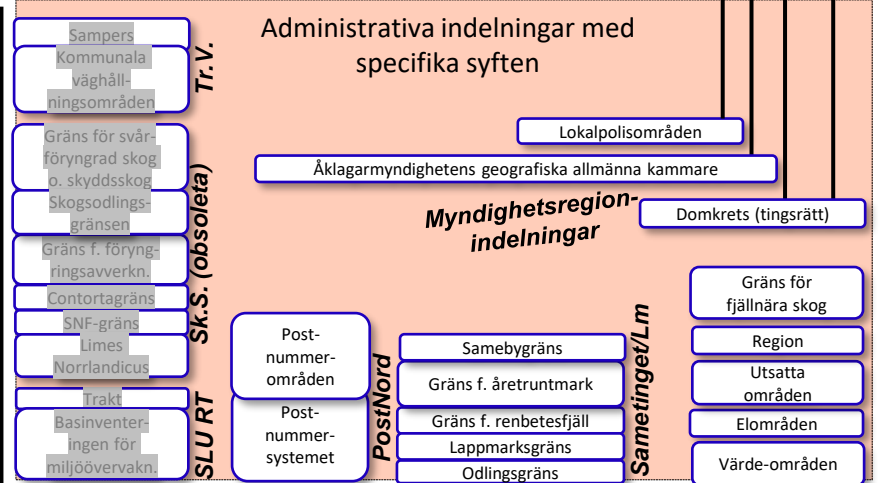 Administrativa indelningar med
specifika syften
Sampers
Kommunala
väghåll-
ningsområden
Tr.V.
Gräns för svår-
föryngrad skog
o. skyddsskog
Skogsodlings-
gränsen
Gräns f. föryng-
ringsavverkn.
Contortagräns
SNF-gräns
Limes
Norrlandicus
Sk.S. (obsoleta)
Trakt
Basinventer-
ingen för
miljöövervakn.
SLU RT
Lokalpolisområden
Åklagarmyndighetens geografiska allmänna kammare
Myndighetsregion-
indelningar
Domkrets (tingsrätt)
Post-
nummer-
områden
Post-
nummer-
systemet
PostNord
Samebygräns
Gräns f. åretruntmark
Gräns f. renbetesfjäll
Lappmarksgräns
Odlingsgräns
Sametinget/Lm
Gräns för
fjällnära skog
Region
Utsatta
områden
Elområden
Värde-områden